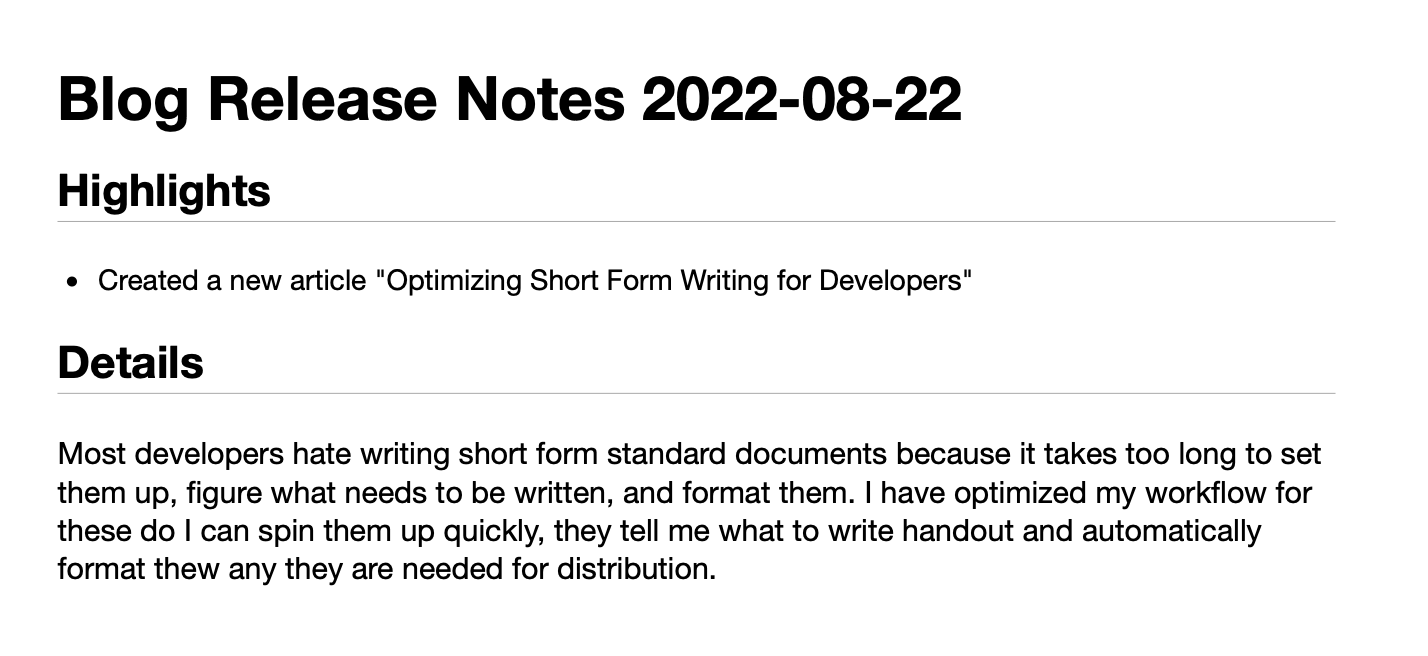 Blog Release Notes 2022-08-22
Highlights
• Created a new article "Optimizing Short Form Writing for Developers"
Details
Most developers hate writing short form standard documents because it takes too long to set
them up, figure what needs to be written, and format them. I have optimized my workflow for
these do I can spin them up quickly, they tell me what to write handout and automatically
format thew any they are needed for distribution.